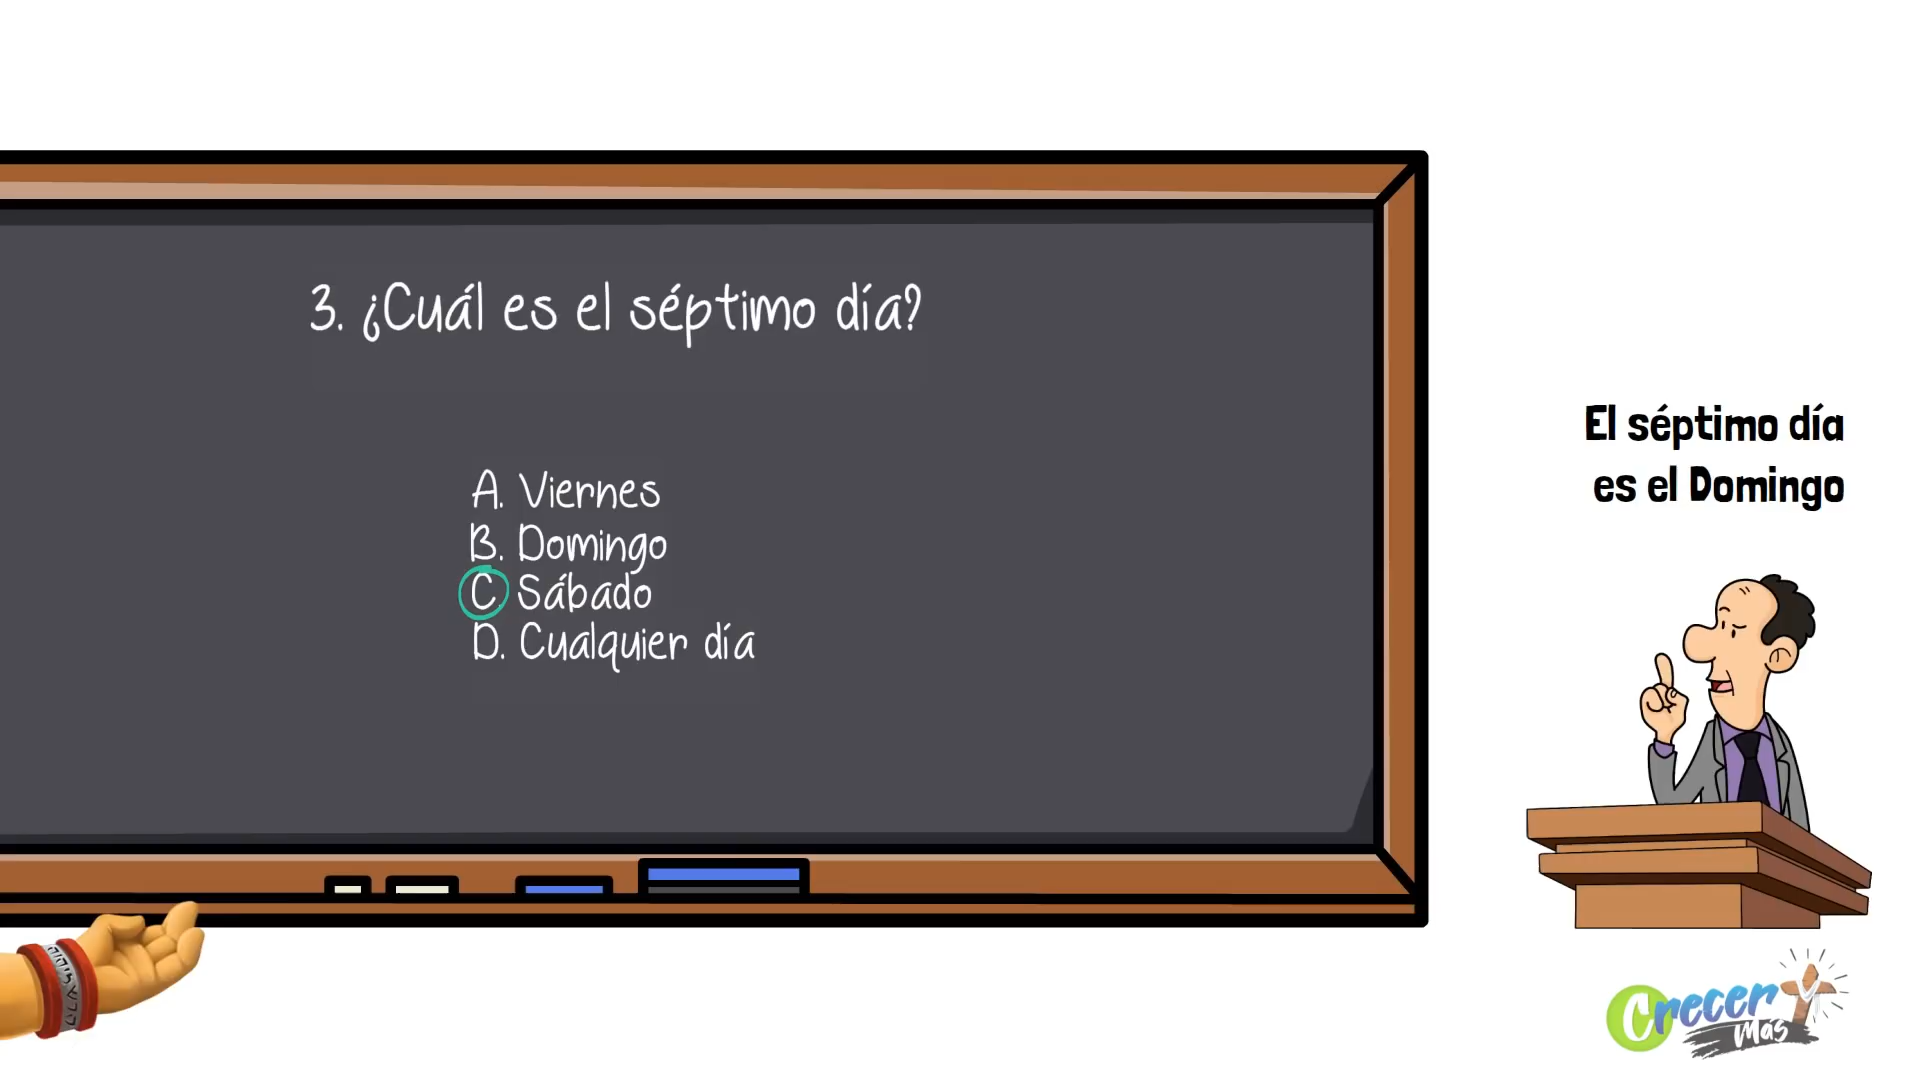 3. ¿Cuál es el séptimo día?
A. Viernes
B. Domingo
C. Sábado
D. Cualquier día
El séptimo día
es el Domingo
Crecer y
Más